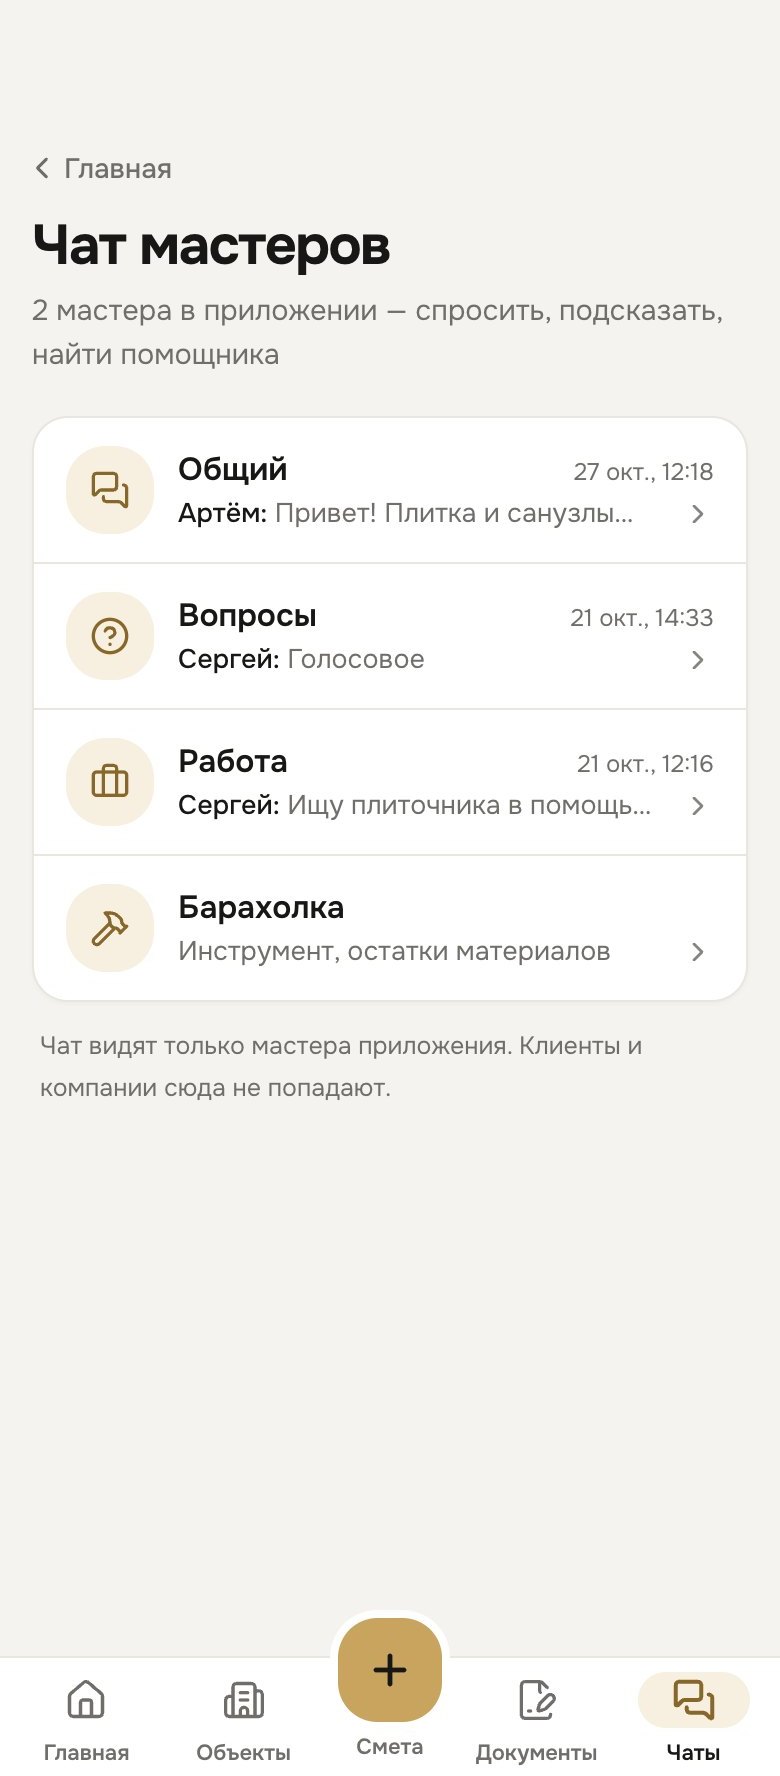 Главная
Чат мастеров
2 мастера в приложении — спросить, подсказать,
найти помощника
Общий 27 окт., 12:18
Артём: Привет! Плитка и санузлы...
Вопросы 21 окт., 14:33
Сергей: Голосовое
Работа 21 окт., 12:16
Сергей: Ищу плиточника в помощь...
Барахолка
Инструмент, остатки материалов
Чат видят только мастера приложения. Клиенты и
компании сюда не попадают.
Главная Объекты Смета Документы Чаты